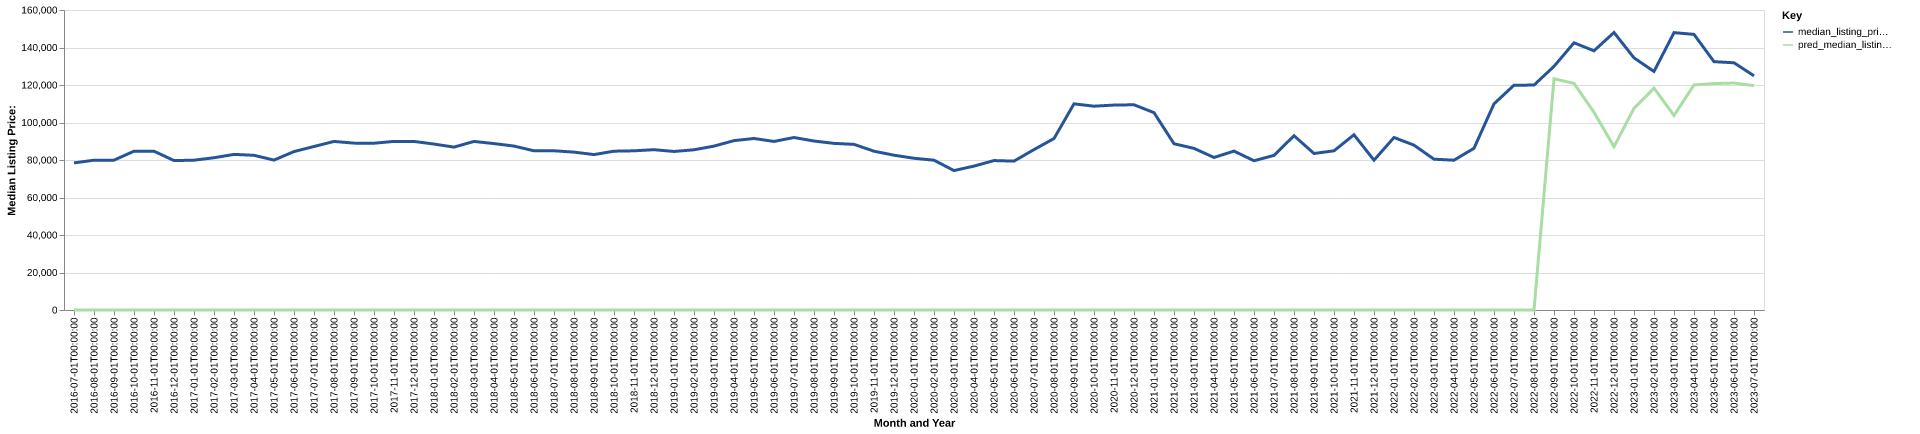 160,000
140,000
120,000
100,000
80,000
60,000
40,000
20,000
0
Median Listing Price:
2016-07-01T00:00:00
2016-08-01T00:00:00
2016-09-01T00:00:00
2016-10-01T00:00:00
2016-11-01T00:00:00
2016-12-01T00:00:00
2017-01-01T00:00:00
2017-02-01T00:00:00
2017-03-01T00:00:00
2017-04-01T00:00:00
2017-05-01T00:00:00
2017-06-01T00:00:00
2017-07-01T00:00:00
2017-08-01T00:00:00
2017-09-01T00:00:00
2017-10-01T00:00:00
2017-11-01T00:00:00
2017-12-01T00:00:00
2018-01-01T00:00:00
2018-02-01T00:00:00
2018-03-01T00:00:00
2018-04-01T00:00:00
2018-05-01T00:00:00
2018-06-01T00:00:00
2018-07-01T00:00:00
2018-08-01T00:00:00
2018-09-01T00:00:00
2018-10-01T00:00:00
2018-11-01T00:00:00
2018-12-01T00:00:00
2019-01-01T00:00:00
2019-02-01T00:00:00
2019-03-01T00:00:00
2019-04-01T00:00:00
2019-05-01T00:00:00
2019-06-01T00:00:00
2019-07-01T00:00:00
2019-08-01T00:00:00
2019-09-01T00:00:00
2019-10-01T00:00:00
2019-11-01T00:00:00
2019-12-01T00:00:00
2020-01-01T00:00:00
2020-02-01T00:00:00
2020-03-01T00:00:00
2020-04-01T00:00:00
2020-05-01T00:00:00
2020-06-01T00:00:00
2020-07-01T00:00:00
2020-08-01T00:00:00
2020-09-01T00:00:00
2020-10-01T00:00:00
2020-11-01T00:00:00
2020-12-01T00:00:00
2021-01-01T00:00:00
2021-02-01T00:00:00
2021-03-01T00:00:00
2021-04-01T00:00:00
2021-05-01T00:00:00
2021-06-01T00:00:00
2021-07-01T00:00:00
2021-08-01T00:00:00
2021-09-01T00:00:00
2021-10-01T00:00:00
2021-11-01T00:00:00
2021-12-01T00:00:00
2022-01-01T00:00:00
2022-02-01T00:00:00
2022-03-01T00:00:00
2022-04-01T00:00:00
2022-05-01T00:00:00
2022-06-01T00:00:00
2022-07-01T00:00:00
2022-08-01T00:00:00
2022-09-01T00:00:00
2022-10-01T00:00:00
2022-11-01T00:00:00
2022-12-01T00:00:00
2023-01-01T00:00:00
2023-02-01T00:00:00
2023-03-01T00:00:00
2023-04-01T00:00:00
2023-05-01T00:00:00
2023-06-01T00:00:00
2023-07-01T00:00:00
Month and Year
Key
median_listing_pri…
pred_median_listin…